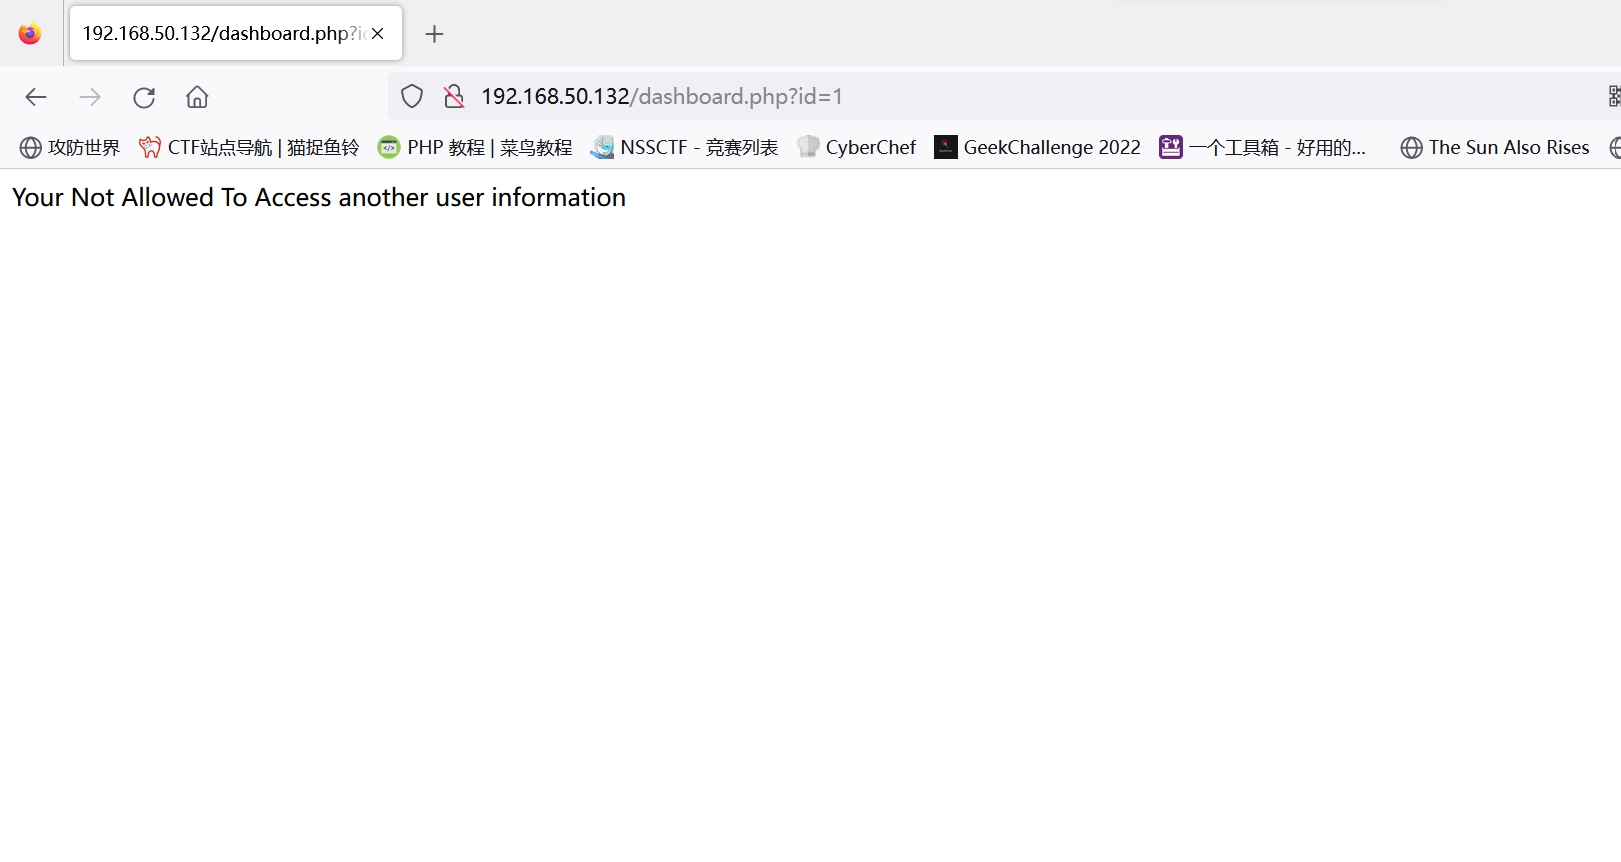 192.168.50.132/dashboard.php?id
192.168.50.132/dashboard.php?id=1
攻防世界 CTF站点导航 | 猫捉鱼铃 PHP 教程 | 菜鸟教程 NSSCTF - 竞赛列表 CyberChef GeekChallenge 2022 一个工具箱 - 好用的... The Sun Also Rises
Your Not Allowed To Access another user information